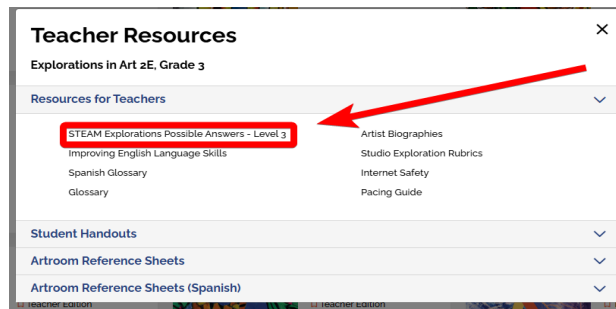 Teacher Resources
Explorations in Art 2E, Grade 3
Resources for Teachers
STEAM Explorations Possible Answers - Level 3
Artist Biographies
Improving English Language Skills
Studio Exploration Rubrics
Spanish Glossary
Internet Safety
Glossary
Pacing Guide
Student Handouts
Artroom Reference Sheets
Artroom Reference Sheets (Spanish)
Teacher Edition
Teacher Edition